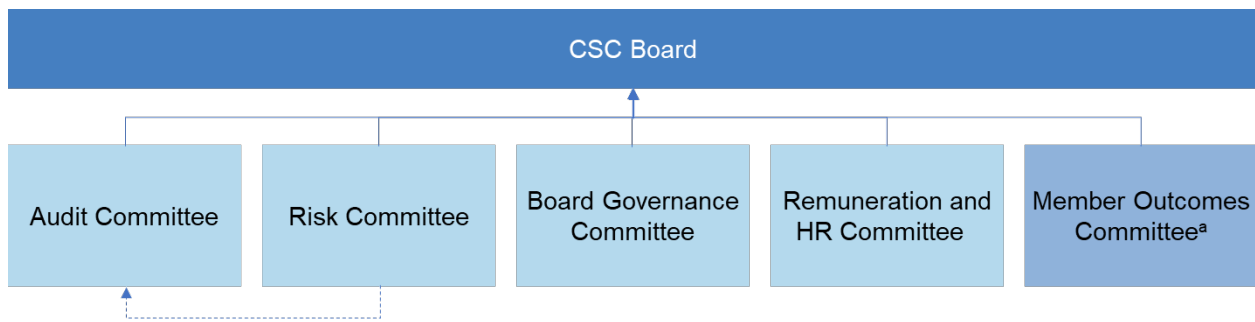 CSC Board
Audit Committee
Risk Committee
Board Governance
Committee
Remuneration and
HR Committee
Member Outcomes
Committeeᵃ